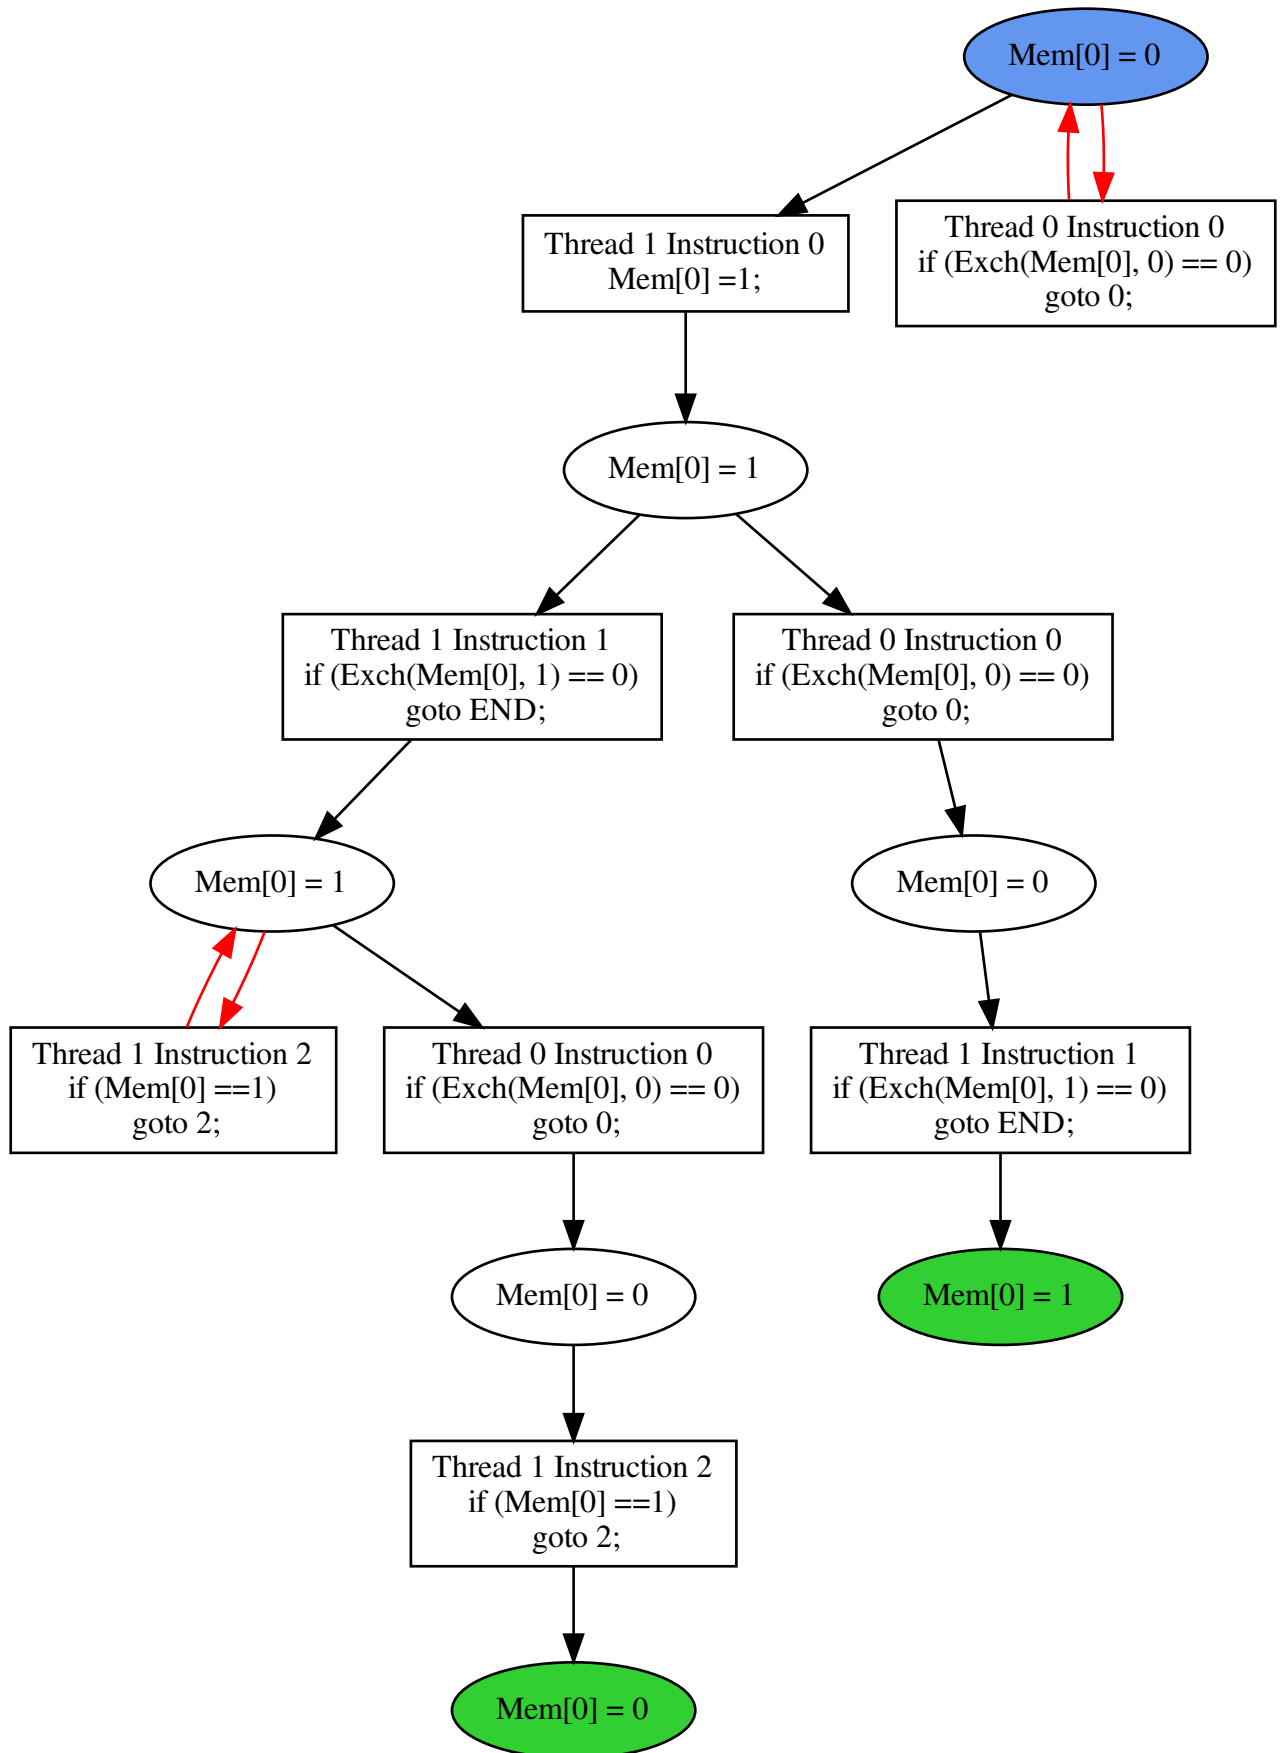 Mem[0] = 0
Thread 1 Instruction 0
Mem[0] =1;
Thread 0 Instruction 0
if (Exch(Mem[0], 0) == 0)
goto 0;
Mem[0] = 1
Thread 1 Instruction 1
if (Exch(Mem[0], 1) == 0)
goto END;
Thread 0 Instruction 0
if (Exch(Mem[0], 0) == 0)
goto 0;
Mem[0] = 1
Mem[0] = 0
Thread 1 Instruction 2
if (Mem[0] ==1)
goto 2;
Thread 0 Instruction 0
if (Exch(Mem[0], 0) == 0)
goto 0;
Thread 1 Instruction 1
if (Exch(Mem[0], 1) == 0)
goto END;
Mem[0] = 0
Mem[0] = 1
Thread 1 Instruction 2
if (Mem[0] ==1)
goto 2;
Mem[0] = 0